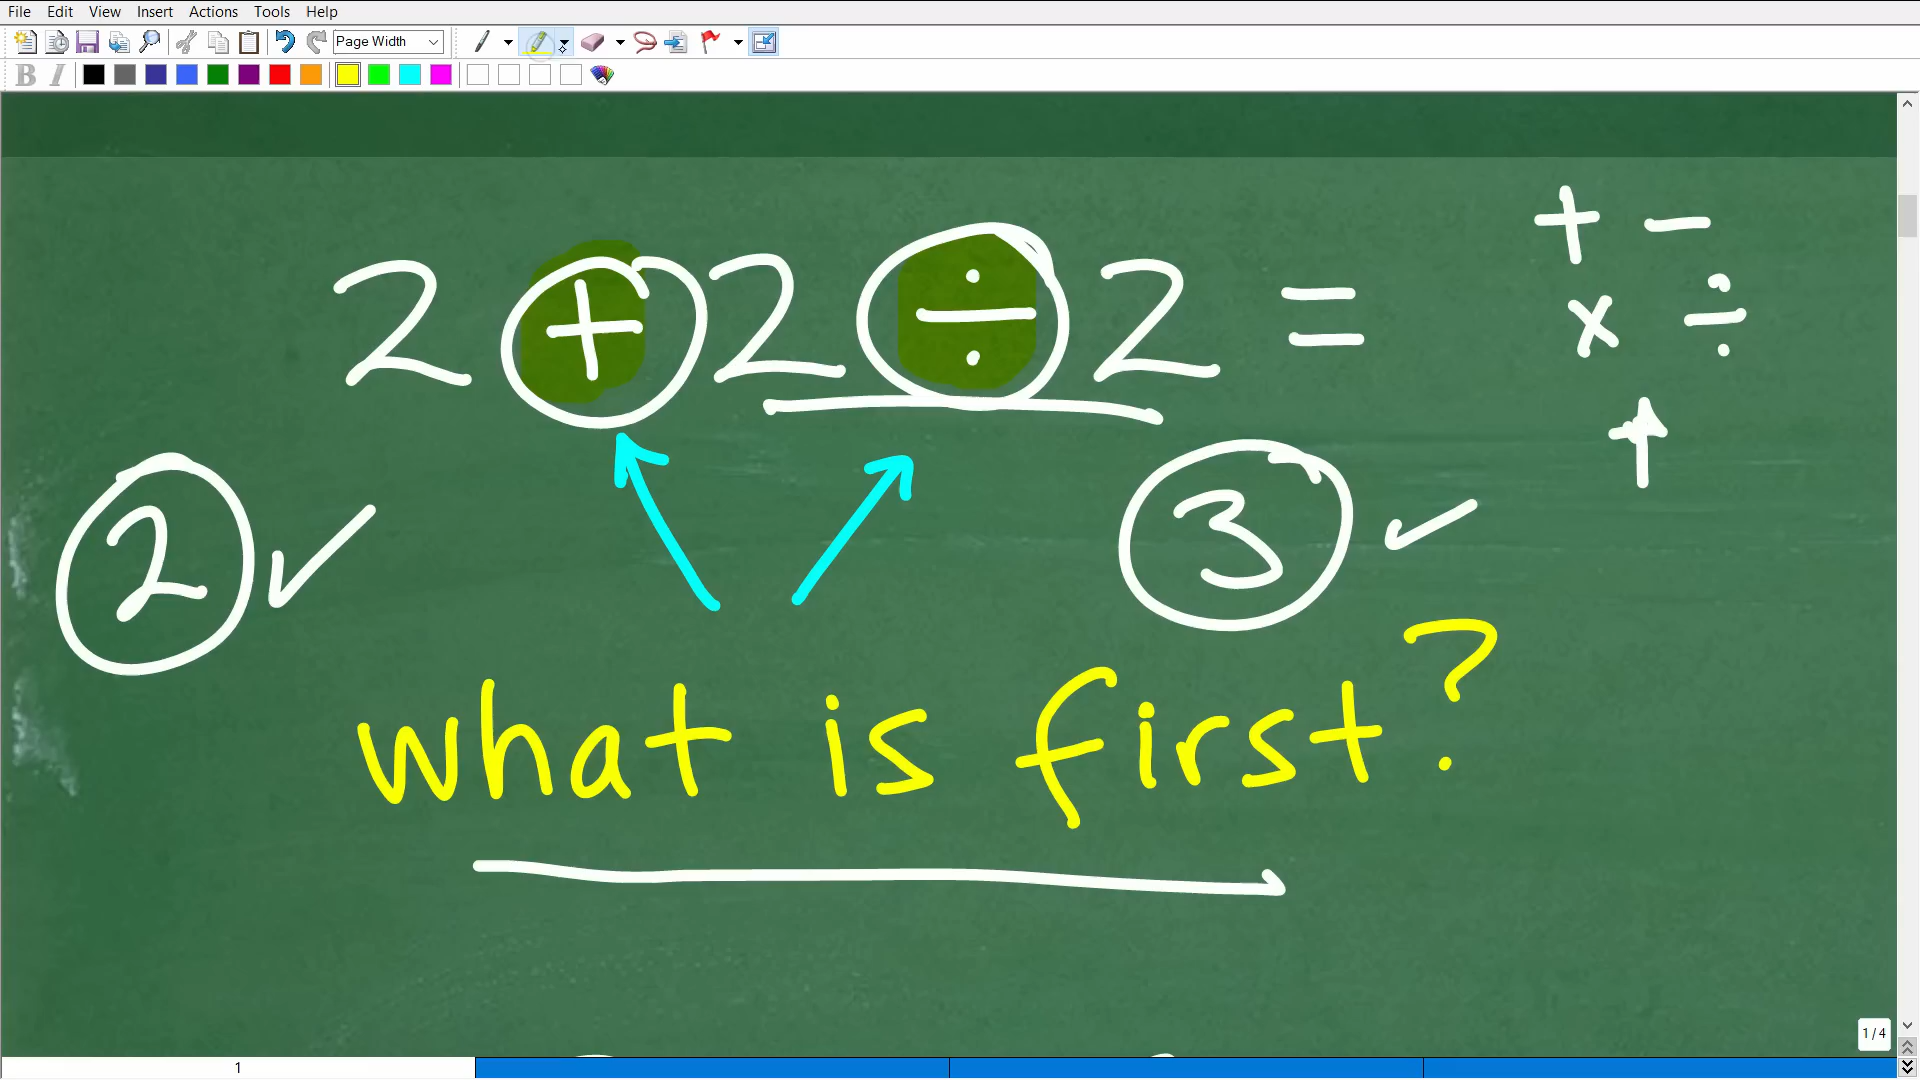 File Edit View Insert Actions Tools Help
Page Width
B I
2 + 2 ÷ 2 =
+ -
x ÷
2
3
what is first?
1 / 4
1